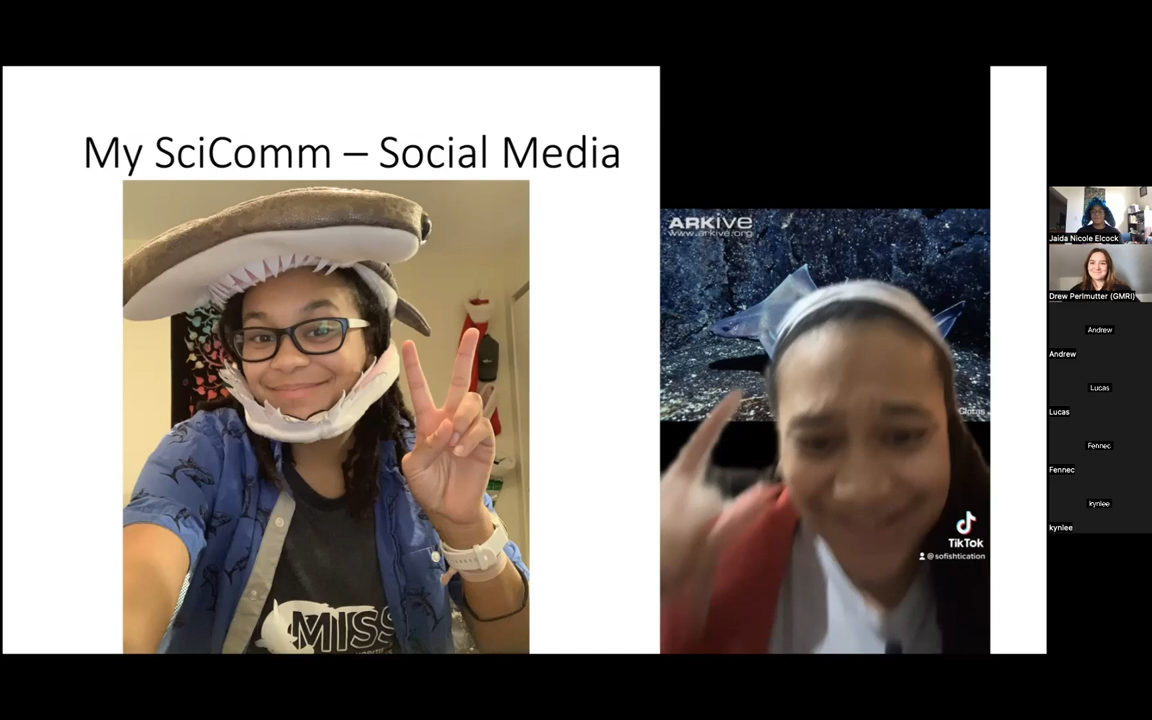 My SciComm – Social Media
ARKive
www.arkive.org
TikTok
@sofishtication
MISS
Jaida Nicole Elcock
Drew Perlmutter (GMRI)
Andrew
Andrew
Lucas
Lucas
Fennec
Fennec
kynlee
kynlee